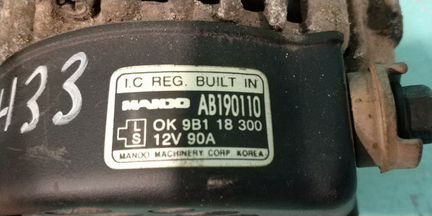 433
I.C REG. BUILT IN
MANDO AB190110
L OK 9B1 18 300
S 12V 90A
MANDO MACHINERY CORP. KOREA